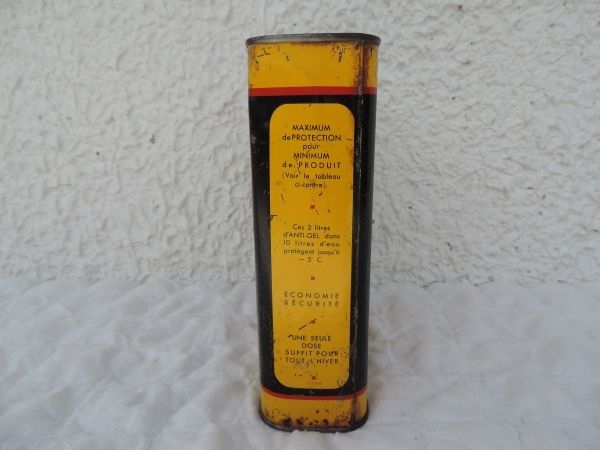 MAXIMUM
de PROTECTION
pour
MINIMUM
de PRODUIT
(Voir le tableau
ci-contre).
Ces 2 litres
d'ANTI-GEL dans
10 litres d'eau
protègent jusqu'à
— 5° C.
ECONOMIE
SÉCURITÉ
UNE SEULE
DOSE
SUFFIT POUR
TOUT L'HIVER